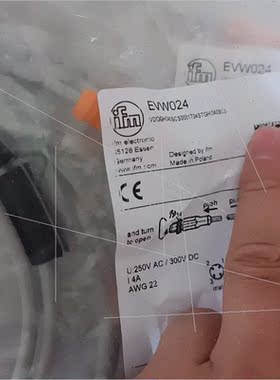 ifm
EVW024
ifm
EVW024
ifm electronic
45128 Essen
Germany
www.ifm.com
Designed by ifm
Made in Poland
CE
push
and turn
to open
U 250V AC / 300V DC
I 4A
AWG 22